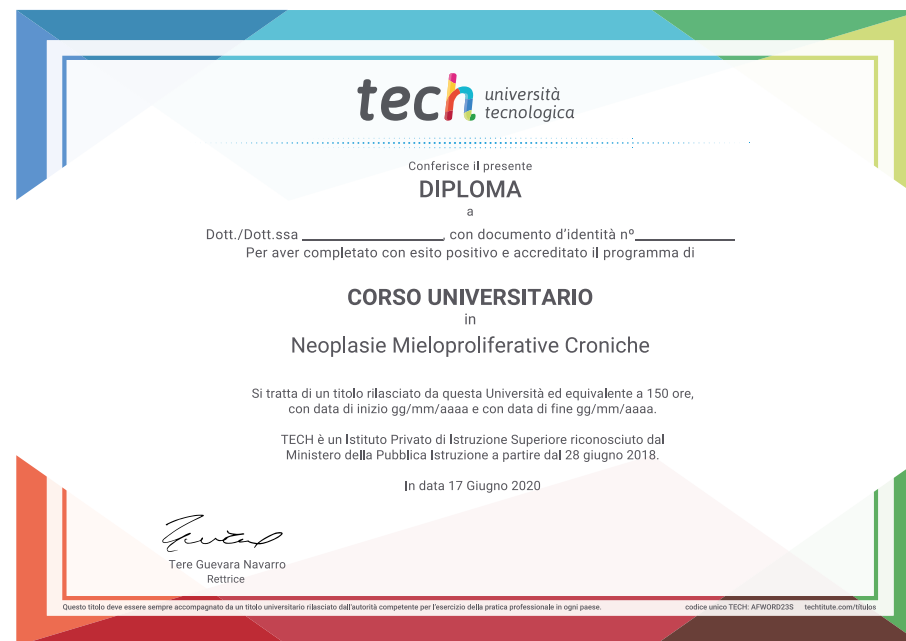 tech università
tecnologica
Conferisce il presente
DIPLOMA
a
Dott./Dott.ssa ____________________, con documento d'identità nº______________
Per aver completato con esito positivo e accreditato il programma di
CORSO UNIVERSITARIO
in
Neoplasie Mieloproliferative Croniche
Si tratta di un titolo rilasciato da questa Università ed equivalente a 150 ore,
con data di inizio gg/mm/aaaa e con data di fine gg/mm/aaaa.
TECH è un Istituto Privato di Istruzione Superiore riconosciuto dal
Ministero della Pubblica Istruzione a partire dal 28 giugno 2018.
In data 17 Giugno 2020
Tere Guevara Navarro
Rettrice
Questo titolo deve essere sempre accompagnato da un titolo universitario rilasciato dall'autorità competente per l'esercizio della pratica professionale in ogni paese. codice unico TECH: AFWORD23S techtitute.com/títulos